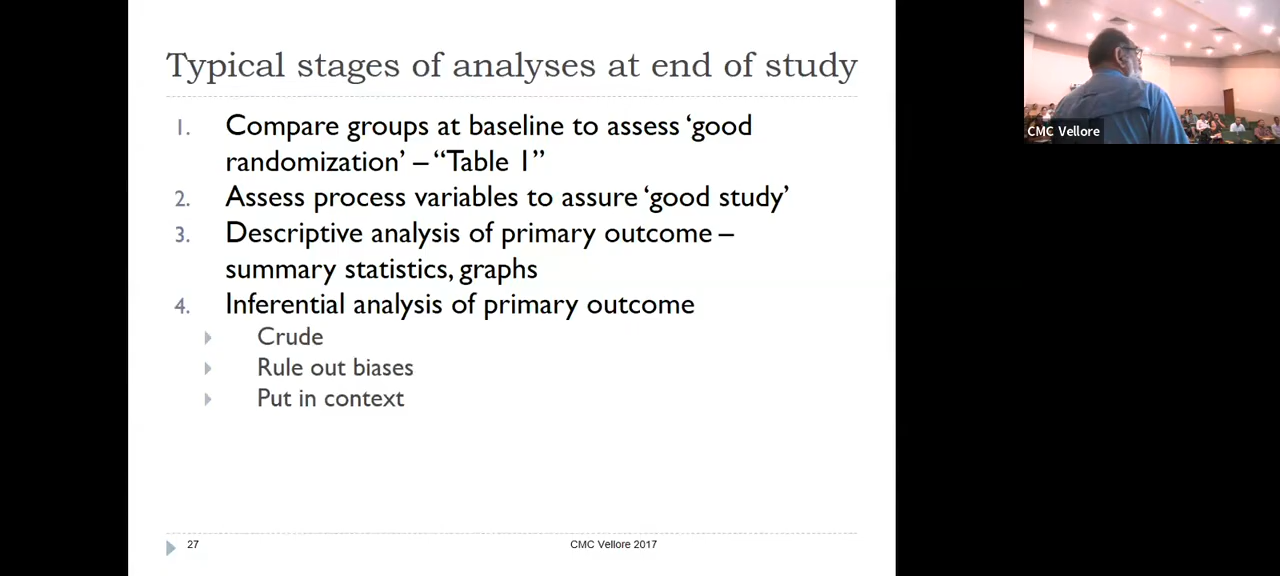 Typical stages of analyses at end of study
1. Compare groups at baseline to assess ‘good
randomization’ – “Table 1”
2. Assess process variables to assure ‘good study’
3. Descriptive analysis of primary outcome –
summary statistics, graphs
4. Inferential analysis of primary outcome
Crude
Rule out biases
Put in context
27
CMC Vellore 2017
CMC Vellore